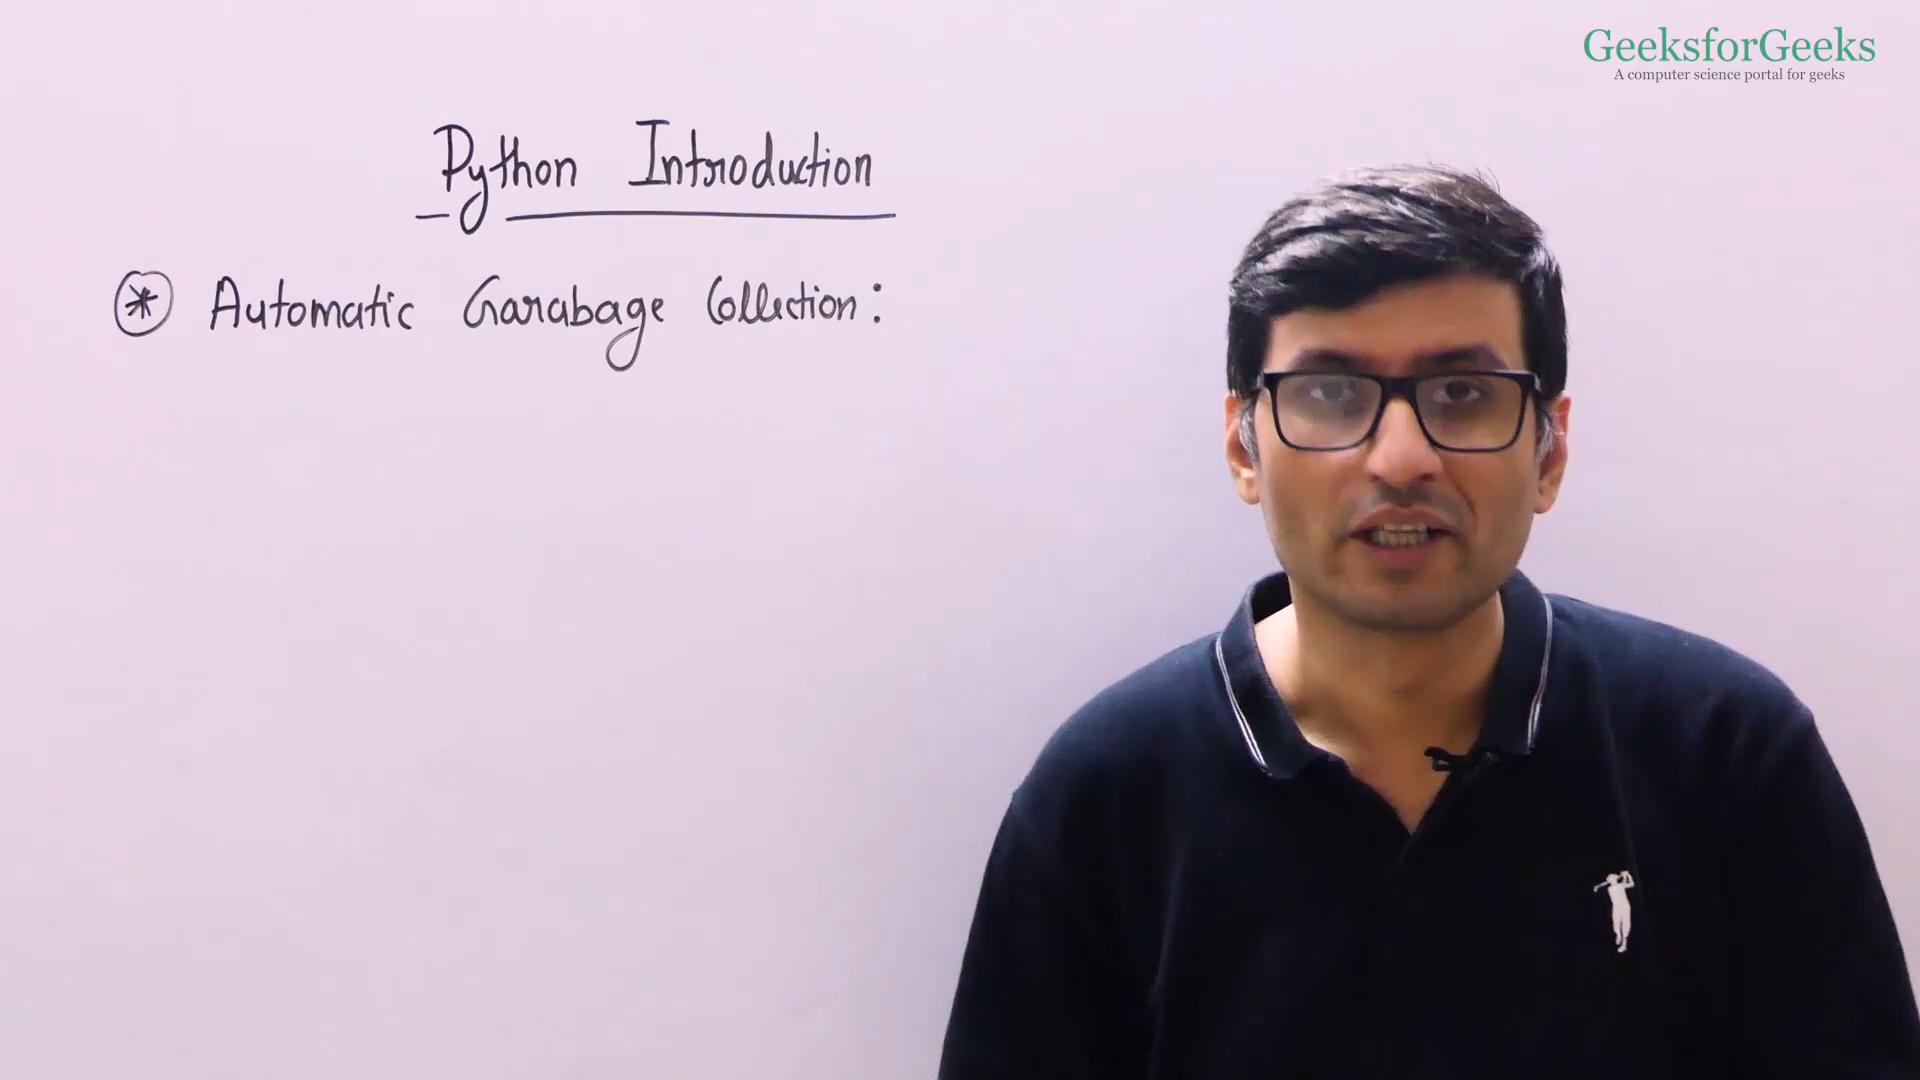 GeeksforGeeks
A computer science portal for geeks
Python Introduction
* Automatic Garabage Collection: